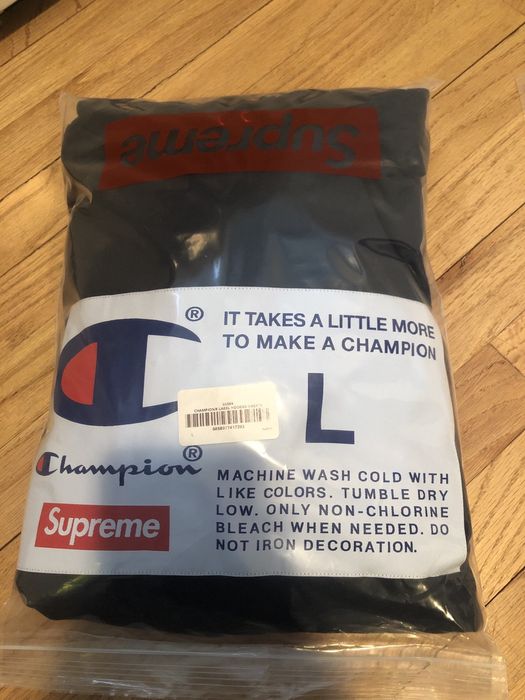 Supreme
®
IT TAKES A LITTLE MORE
TO MAKE A CHAMPION
L
Champion®
Supreme
MACHINE WASH COLD WITH
LIKE COLORS. TUMBLE DRY
LOW. ONLY NON-CHLORINE
BLEACH WHEN NEEDED. DO
NOT IRON DECORATION.